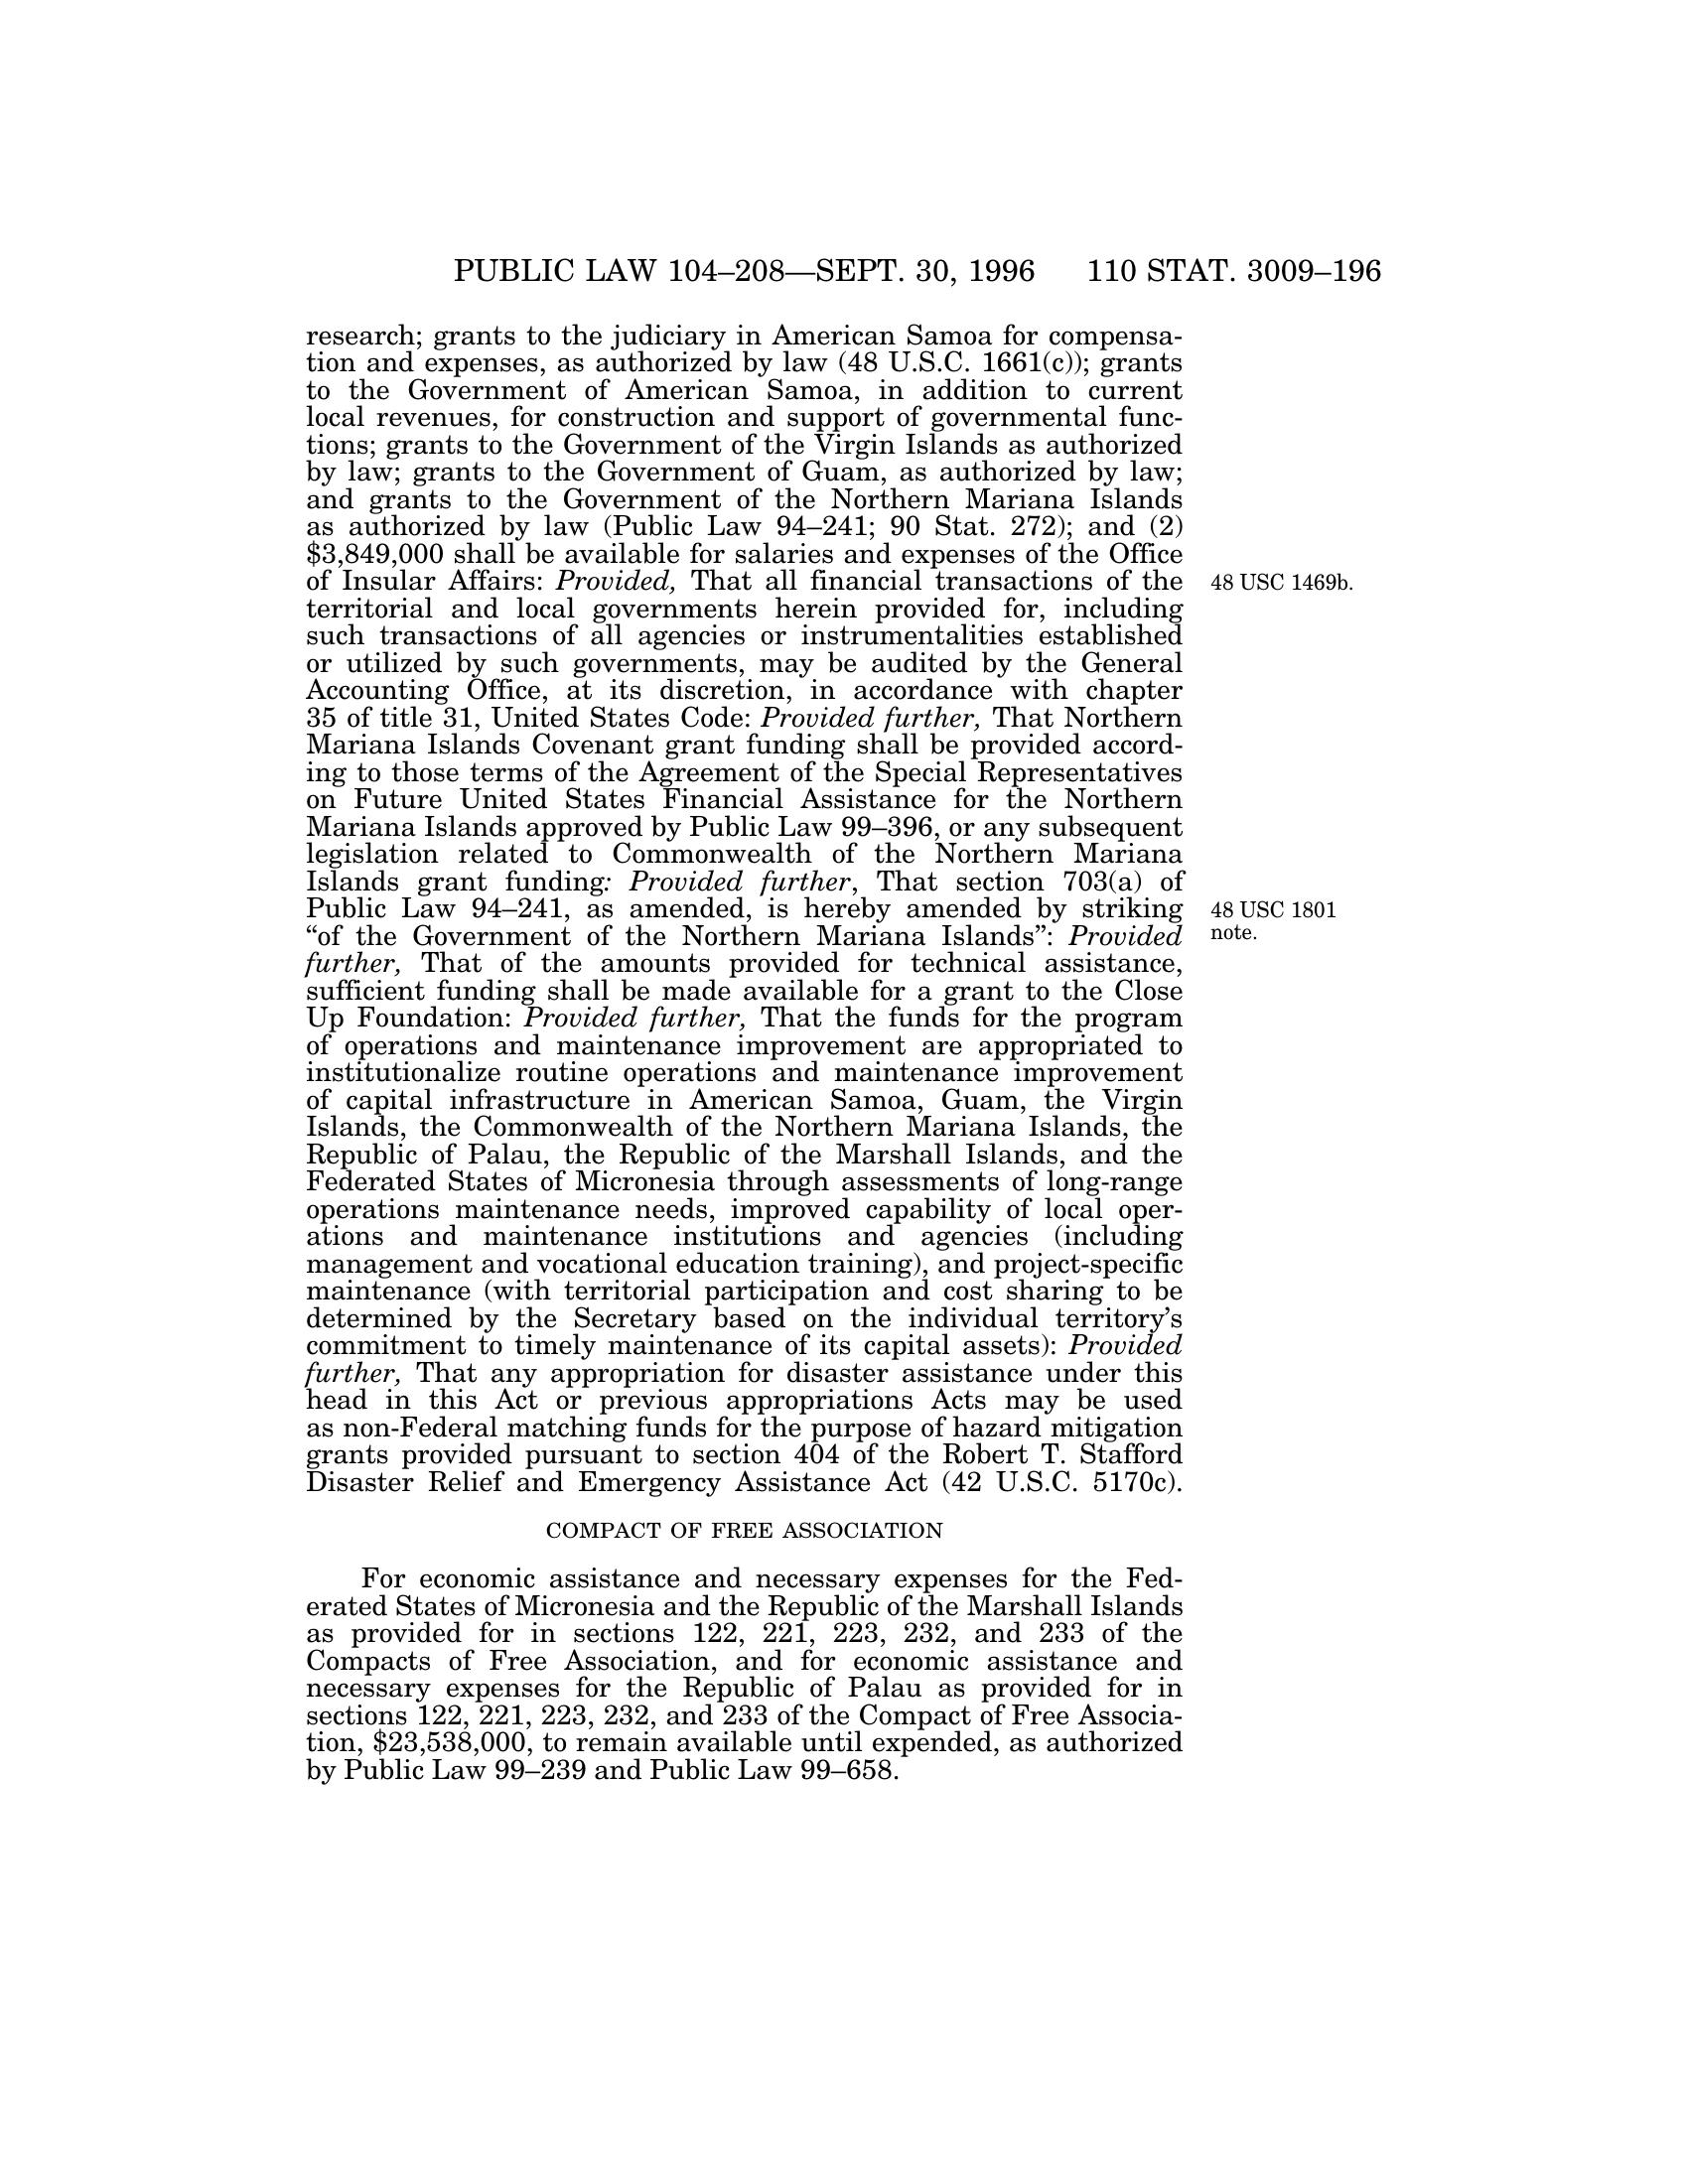 PUBLIC LAW 104–208—SEPT. 30, 1996 110 STAT. 3009–196
research; grants to the judiciary in American Samoa for compensa-
tion and expenses, as authorized by law (48 U.S.C. 1661(c)); grants
to the Government of American Samoa, in addition to current
local revenues, for construction and support of governmental func-
tions; grants to the Government of the Virgin Islands as authorized
by law; grants to the Government of Guam, as authorized by law;
and grants to the Government of the Northern Mariana Islands
as authorized by law (Public Law 94–241; 90 Stat. 272); and (2)
$3,849,000 shall be available for salaries and expenses of the Office
of Insular Affairs: Provided, That all financial transactions of the
48 USC 1469b.
territorial and local governments herein provided for, including
such transactions of all agencies or instrumentalities established
or utilized by such governments, may be audited by the General
Accounting Office, at its discretion, in accordance with chapter
35 of title 31, United States Code: Provided further, That Northern
Mariana Islands Covenant grant funding shall be provided accord-
ing to those terms of the Agreement of the Special Representatives
on Future United States Financial Assistance for the Northern
Mariana Islands approved by Public Law 99–396, or any subsequent
legislation related to Commonwealth of the Northern Mariana
Islands grant funding: Provided further, That section 703(a) of
Public Law 94–241, as amended, is hereby amended by striking
48 USC 1801
note.
“of the Government of the Northern Mariana Islands”: Provided
further, That of the amounts provided for technical assistance,
sufficient funding shall be made available for a grant to the Close
Up Foundation: Provided further, That the funds for the program
of operations and maintenance improvement are appropriated to
institutionalize routine operations and maintenance improvement
of capital infrastructure in American Samoa, Guam, the Virgin
Islands, the Commonwealth of the Northern Mariana Islands, the
Republic of Palau, the Republic of the Marshall Islands, and the
Federated States of Micronesia through assessments of long-range
operations maintenance needs, improved capability of local oper-
ations and maintenance institutions and agencies (including
management and vocational education training), and project-specific
maintenance (with territorial participation and cost sharing to be
determined by the Secretary based on the individual territory’s
commitment to timely maintenance of its capital assets): Provided
further, That any appropriation for disaster assistance under this
head in this Act or previous appropriations Acts may be used
as non-Federal matching funds for the purpose of hazard mitigation
grants provided pursuant to section 404 of the Robert T. Stafford
Disaster Relief and Emergency Assistance Act (42 U.S.C. 5170c).
COMPACT OF FREE ASSOCIATION
For economic assistance and necessary expenses for the Fed-
erated States of Micronesia and the Republic of the Marshall Islands
as provided for in sections 122, 221, 223, 232, and 233 of the
Compacts of Free Association, and for economic assistance and
necessary expenses for the Republic of Palau as provided for in
sections 122, 221, 223, 232, and 233 of the Compact of Free Associa-
tion, $23,538,000, to remain available until expended, as authorized
by Public Law 99–239 and Public Law 99–658.